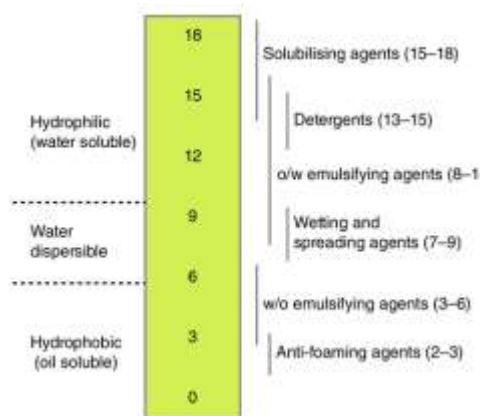 18
Solubilising agents (15–18)
15
Detergents (13–15)
Hydrophilic
(water soluble)
12
o/w emulsifying agents (8–1
9
Wetting and
spreading agents (7–9)
Water
dispersible
6
w/o emulsifying agents (3–6)
3
Hydrophobic
(oil soluble)
Anti-foaming agents (2–3)
0